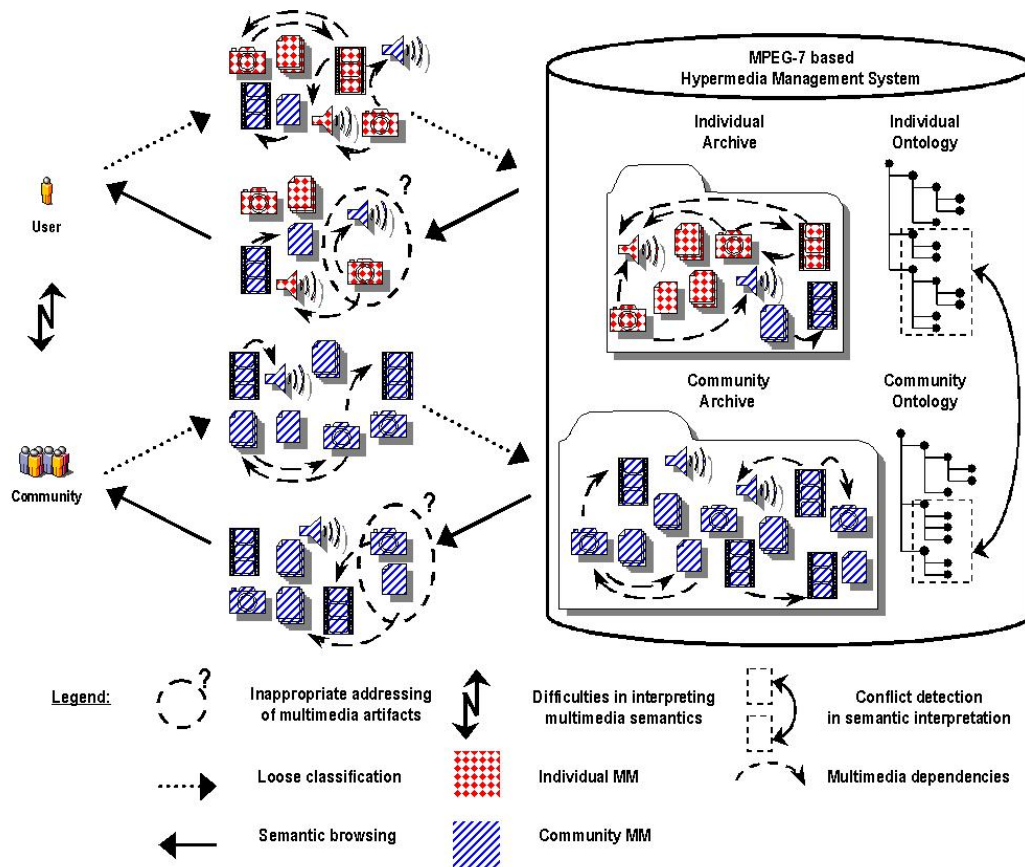 MPEG-7 based
Hypermedia Management System
Individual
Archive
Individual
Ontology
?
User
Community
Archive
Community
Ontology
?
Community
Legend:
?
Inappropriate addressing
of multimedia artifacts
N
Difficulties in interpreting
multimedia semantics
Conflict detection
in semantic interpretation
Loose classification
Individual MM
Multimedia dependencies
Semantic browsing
Community MM